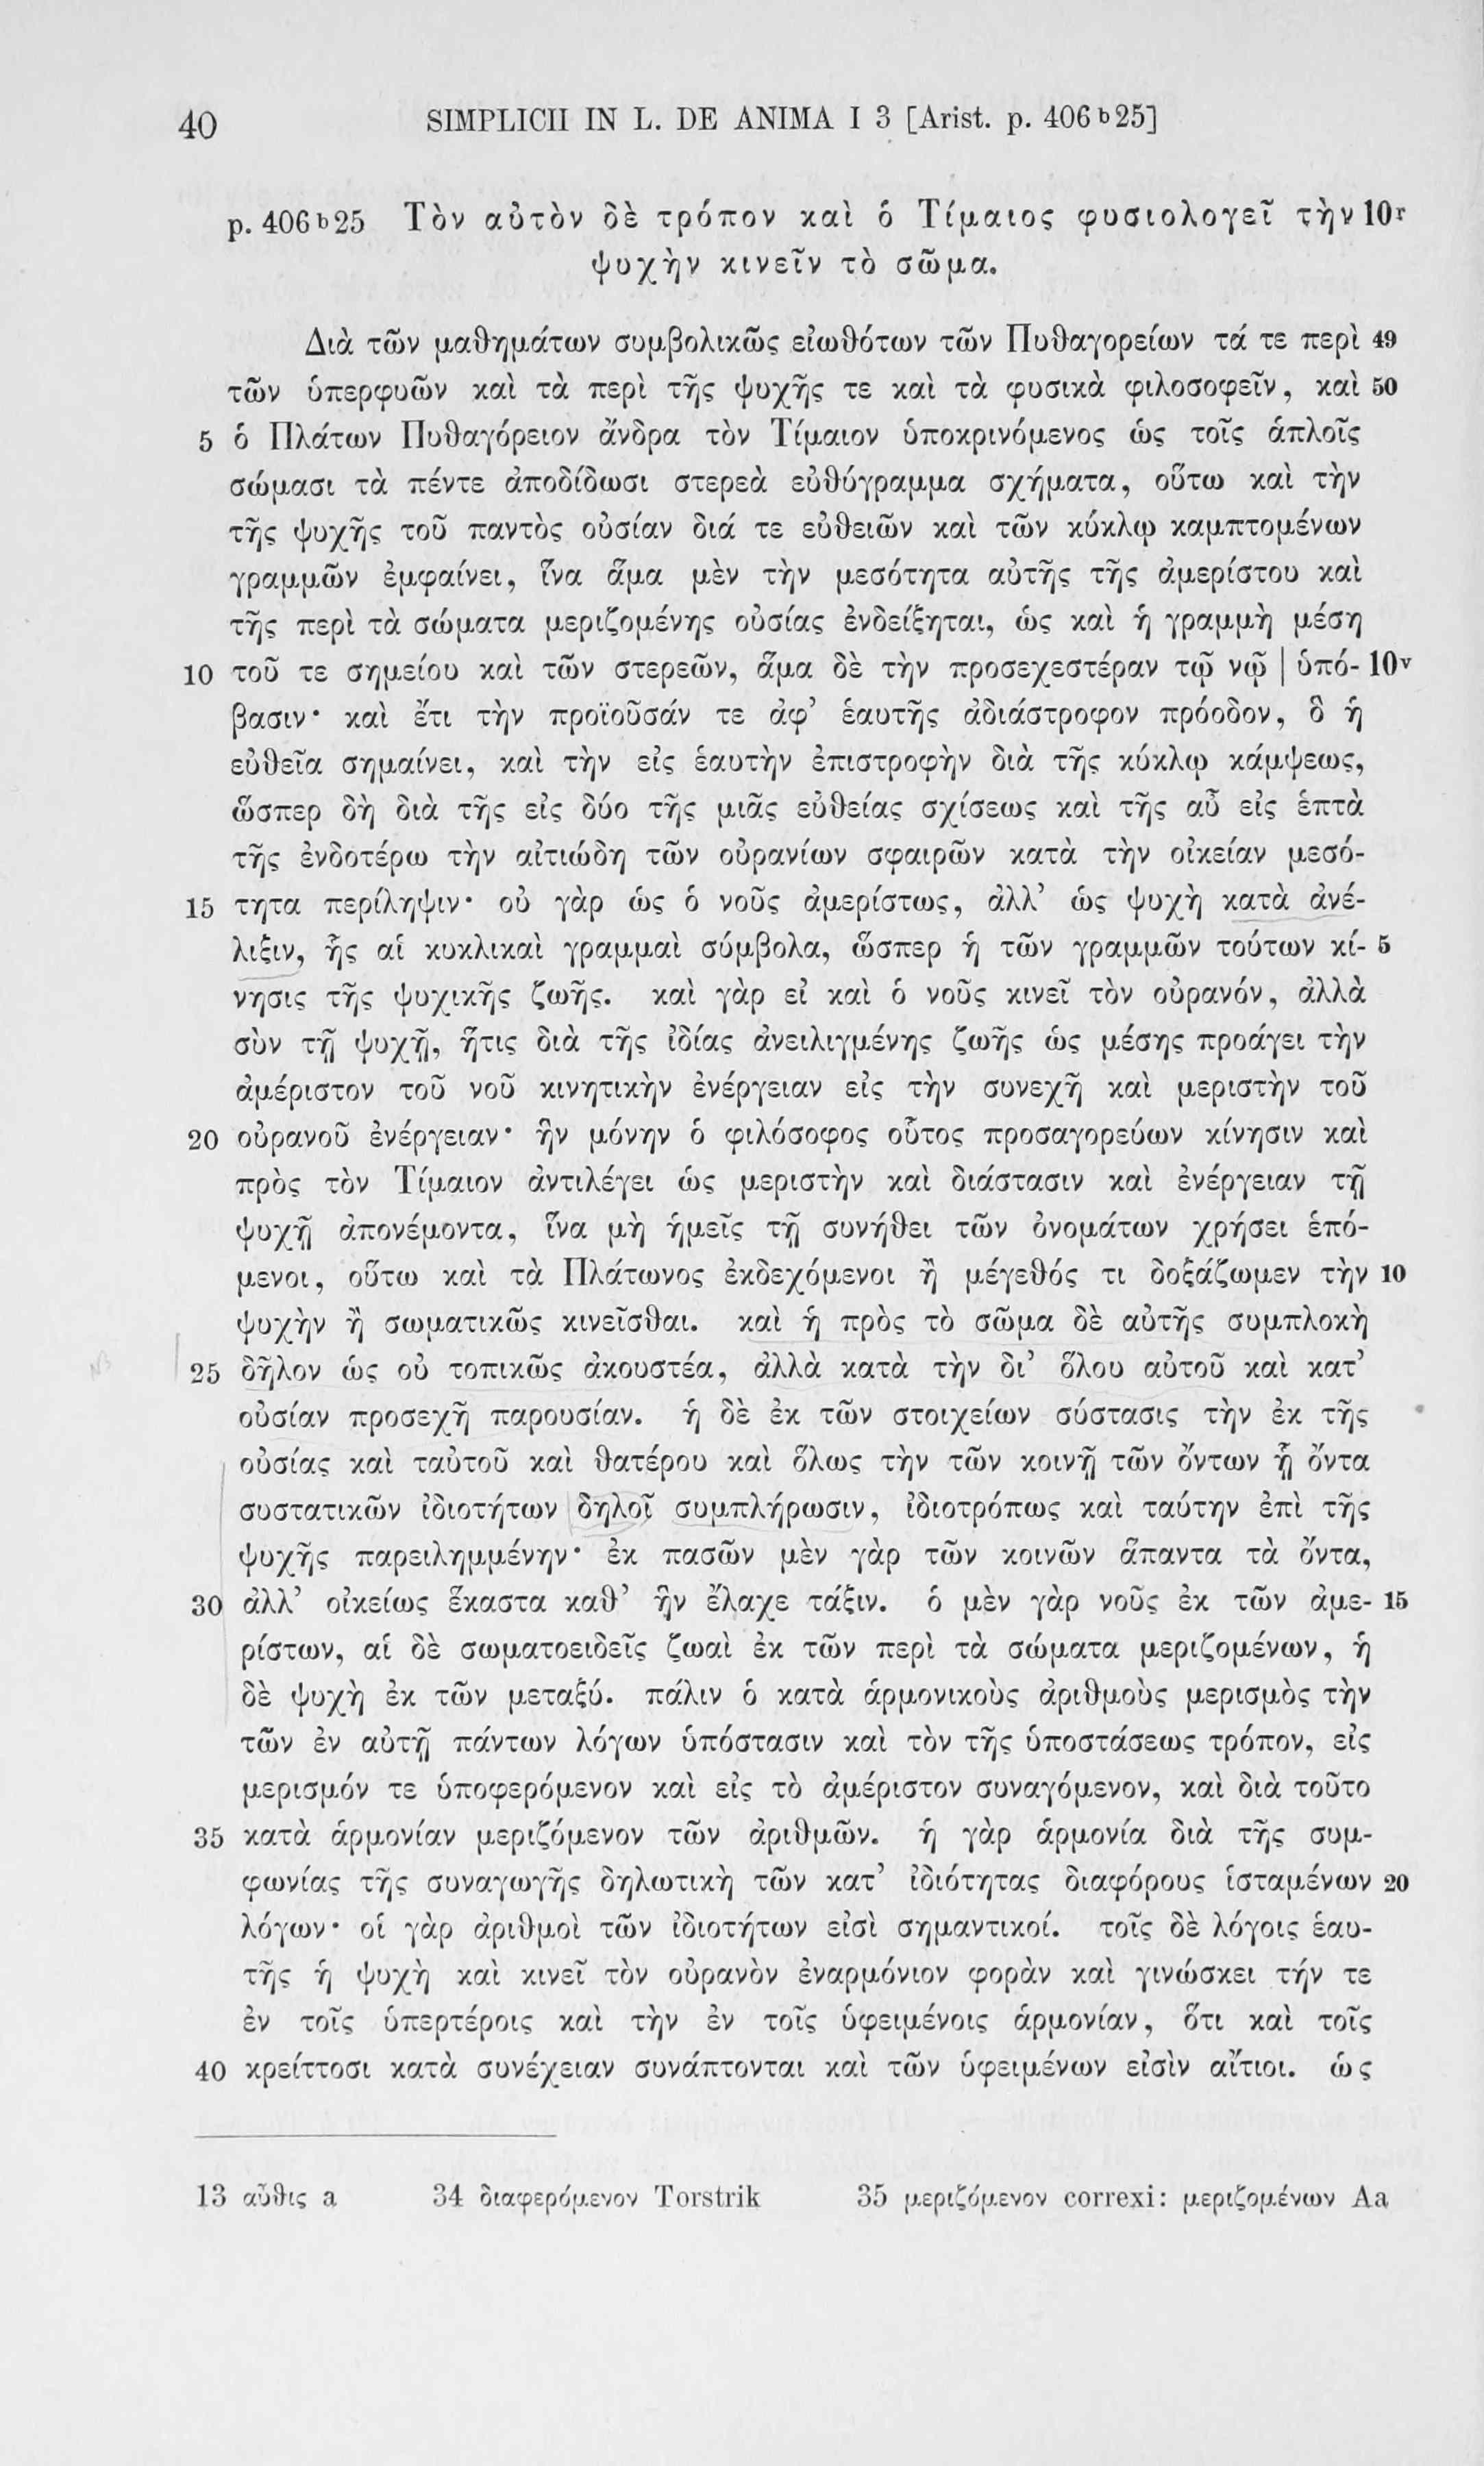 40 SIMPLICII IN L. DE ANIMA I 3 [Arist. p. 406 b 25]
p. 406 b 25 Τὸν αὐτὸν δὲ τρόπον καὶ ὁ Τίμαιος φυσιολογεῖ τὴν 10r
ψυχὴν κινεῖν τὸ σῶμα.
Διὰ τῶν μαθημάτων συμβολικῶς εἰωθότων τῶν Πυθαγορείων τά τε περὶ 49
τῶν ὑπερφυῶν καὶ τὰ περὶ τῆς ψυχῆς τε καὶ τὰ φυσικὰ φιλοσοφεῖν, καὶ 50
5 ὁ Πλάτων Πυθαγόρειον ἄνδρα τὸν Τίμαιον ὑποκρινόμενος ὡς τοῖς ἁπλοῖς
σώμασι τὰ πέντε ἀποδίδωσι στερεὰ εὐθύγραμμα σχήματα, οὕτω καὶ τὴν
τῆς ψυχῆς τοῦ παντὸς οὐσίαν διά τε εὐθειῶν καὶ τῶν κύκλῳ καμπτομένων
γραμμῶν ἐμφαίνει, ἵνα ἅμα μὲν τὴν μεσότητα αὐτῆς τῆς ἀμερίστου καὶ
τῆς περὶ τὰ σώματα μεριζομένης οὐσίας ἐνδείξηται, ὡς καὶ ἡ γραμμὴ μέση
10 τοῦ τε σημείου καὶ τῶν στερεῶν, ἅμα δὲ τὴν προσεχεστέραν τῷ νῷ | ὑπό- 10v
βασιν· καὶ ἔτι τὴν προϊοῦσάν τε ἀφ’ ἑαυτῆς ἀδιάστροφον πρόοδον, ὃ ἡ
εὐθεῖα σημαίνει, καὶ τὴν εἰς ἑαυτὴν ἐπιστροφὴν διὰ τῆς κύκλῳ κάμψεως,
ὥσπερ δὴ διὰ τῆς εἰς δύο τῆς μιᾶς εὐθείας σχίσεως καὶ τῆς αὖ εἰς ἑπτὰ
τῆς ἐνδοτέρω τὴν αἰτιώδη τῶν οὐρανίων σφαιρῶν κατὰ τὴν οἰκείαν μεσό-
15 τητα περίληψιν· οὐ γὰρ ὡς ὁ νοῦς ἀμερίστως, ἀλλ’ ὡς ψυχὴ κατὰ ἀνέ-
λιξιν, ἧς αἱ κυκλικαὶ γραμμαὶ σύμβολα, ὥσπερ ἡ τῶν γραμμῶν τούτων κί- 5
νησις τῆς ψυχικῆς ζωῆς. καὶ γὰρ εἰ καὶ ὁ νοῦς κινεῖ τὸν οὐρανόν, ἀλλὰ
σὺν τῇ ψυχῇ, ἥτις διὰ τῆς ἰδίας ἀνειλιγμένης ζωῆς ὡς μέσης προάγει τὴν
ἀμέριστον τοῦ νοῦ κινητικὴν ἐνέργειαν εἰς τὴν συνεχῆ καὶ μεριστὴν τοῦ
20 οὐρανοῦ ἐνέργειαν· ἣν μόνην ὁ φιλόσοφος οὗτος προσαγορεύων κίνησιν καὶ
πρὸς τὸν Τίμαιον ἀντιλέγει ὡς μεριστὴν καὶ διάστασιν καὶ ἐνέργειαν τῇ
ψυχῇ ἀπονέμοντα, ἵνα μὴ ἡμεῖς τῇ συνήθει τῶν ὀνομάτων χρήσει ἑπό-
μενοι, οὕτω καὶ τὰ Πλάτωνος ἐκδεχόμενοι ἢ μέγεθός τι δοξάζωμεν τὴν 10
ψυχὴν ἢ σωματικῶς κινεῖσθαι. καὶ ἡ πρὸς τὸ σῶμα δὲ αὐτῆς συμπλοκὴ
25 δῆλον ὡς οὐ τοπικῶς ἀκουστέα, ἀλλὰ κατὰ τὴν δι’ ὅλου αὐτοῦ καὶ κατ’
οὐσίαν προσεχῆ παρουσίαν. ἡ δὲ ἐκ τῶν στοιχείων σύστασις τὴν ἐκ τῆς
οὐσίας καὶ ταὐτοῦ καὶ θατέρου καὶ ὅλως τὴν τῶν κοινῇ τῶν ὄντων ᾗ ὄντα
συστατικῶν ἰδιοτήτων δηλοῖ συμπλήρωσιν, ἰδιοτρόπως καὶ ταύτην ἐπὶ τῆς
ψυχῆς παρειλημμένην· ἐκ πασῶν μὲν γὰρ τῶν κοινῶν ἅπαντα τὰ ὄντα,
30 ἀλλ’ οἰκείως ἕκαστα καθ’ ἣν ἔλαχε τάξιν. ὁ μὲν γὰρ νοῦς ἐκ τῶν ἀμε- 15
ρίστων, αἱ δὲ σωματοειδεῖς ζωαὶ ἐκ τῶν περὶ τὰ σώματα μεριζομένων, ἡ
δὲ ψυχὴ ἐκ τῶν μεταξύ. πάλιν ὁ κατὰ ἁρμονικοὺς ἀριθμοὺς μερισμὸς τὴν
τῶν ἐν αὐτῇ πάντων λόγων ὑπόστασιν καὶ τὸν τῆς ὑποστάσεως τρόπον, εἰς
μερισμόν τε ὑποφερόμενον καὶ εἰς τὸ ἀμέριστον συναγόμενον, καὶ διὰ τοῦτο
35 κατὰ ἁρμονίαν μεριζόμενον τῶν ἀριθμῶν. ἡ γὰρ ἁρμονία διὰ τῆς συμ-
φωνίας τῆς συναγωγῆς δηλωτικὴ τῶν κατ’ ἰδιότητας διαφόρους ἱσταμένων 20
λόγων· οἱ γὰρ ἀριθμοὶ τῶν ἰδιοτήτων εἰσὶ σημαντικοί. τοῖς δὲ λόγοις ἑαυ-
τῆς ἡ ψυχὴ καὶ κινεῖ τὸν οὐρανὸν ἐναρμόνιον φορὰν καὶ γινώσκει τήν τε
ἐν τοῖς ὑπερτέροις καὶ τὴν ἐν τοῖς ὑφειμένοις ἁρμονίαν, ὅτι καὶ τοῖς
40 κρείττοσι κατὰ συνέχειαν συνάπτονται καὶ τῶν ὑφειμένων εἰσὶν αἴτιοι. ὡς
13 αὖθις a 34 διαφερόμενον Torstrik 35 μεριζόμενον correxi: μεριζομένων Aa